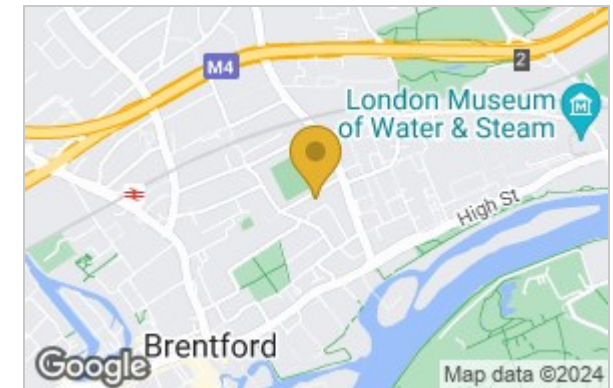 M4
2
London Museum
of Water & Steam
High St
Brentford
Google
Map data ©2024